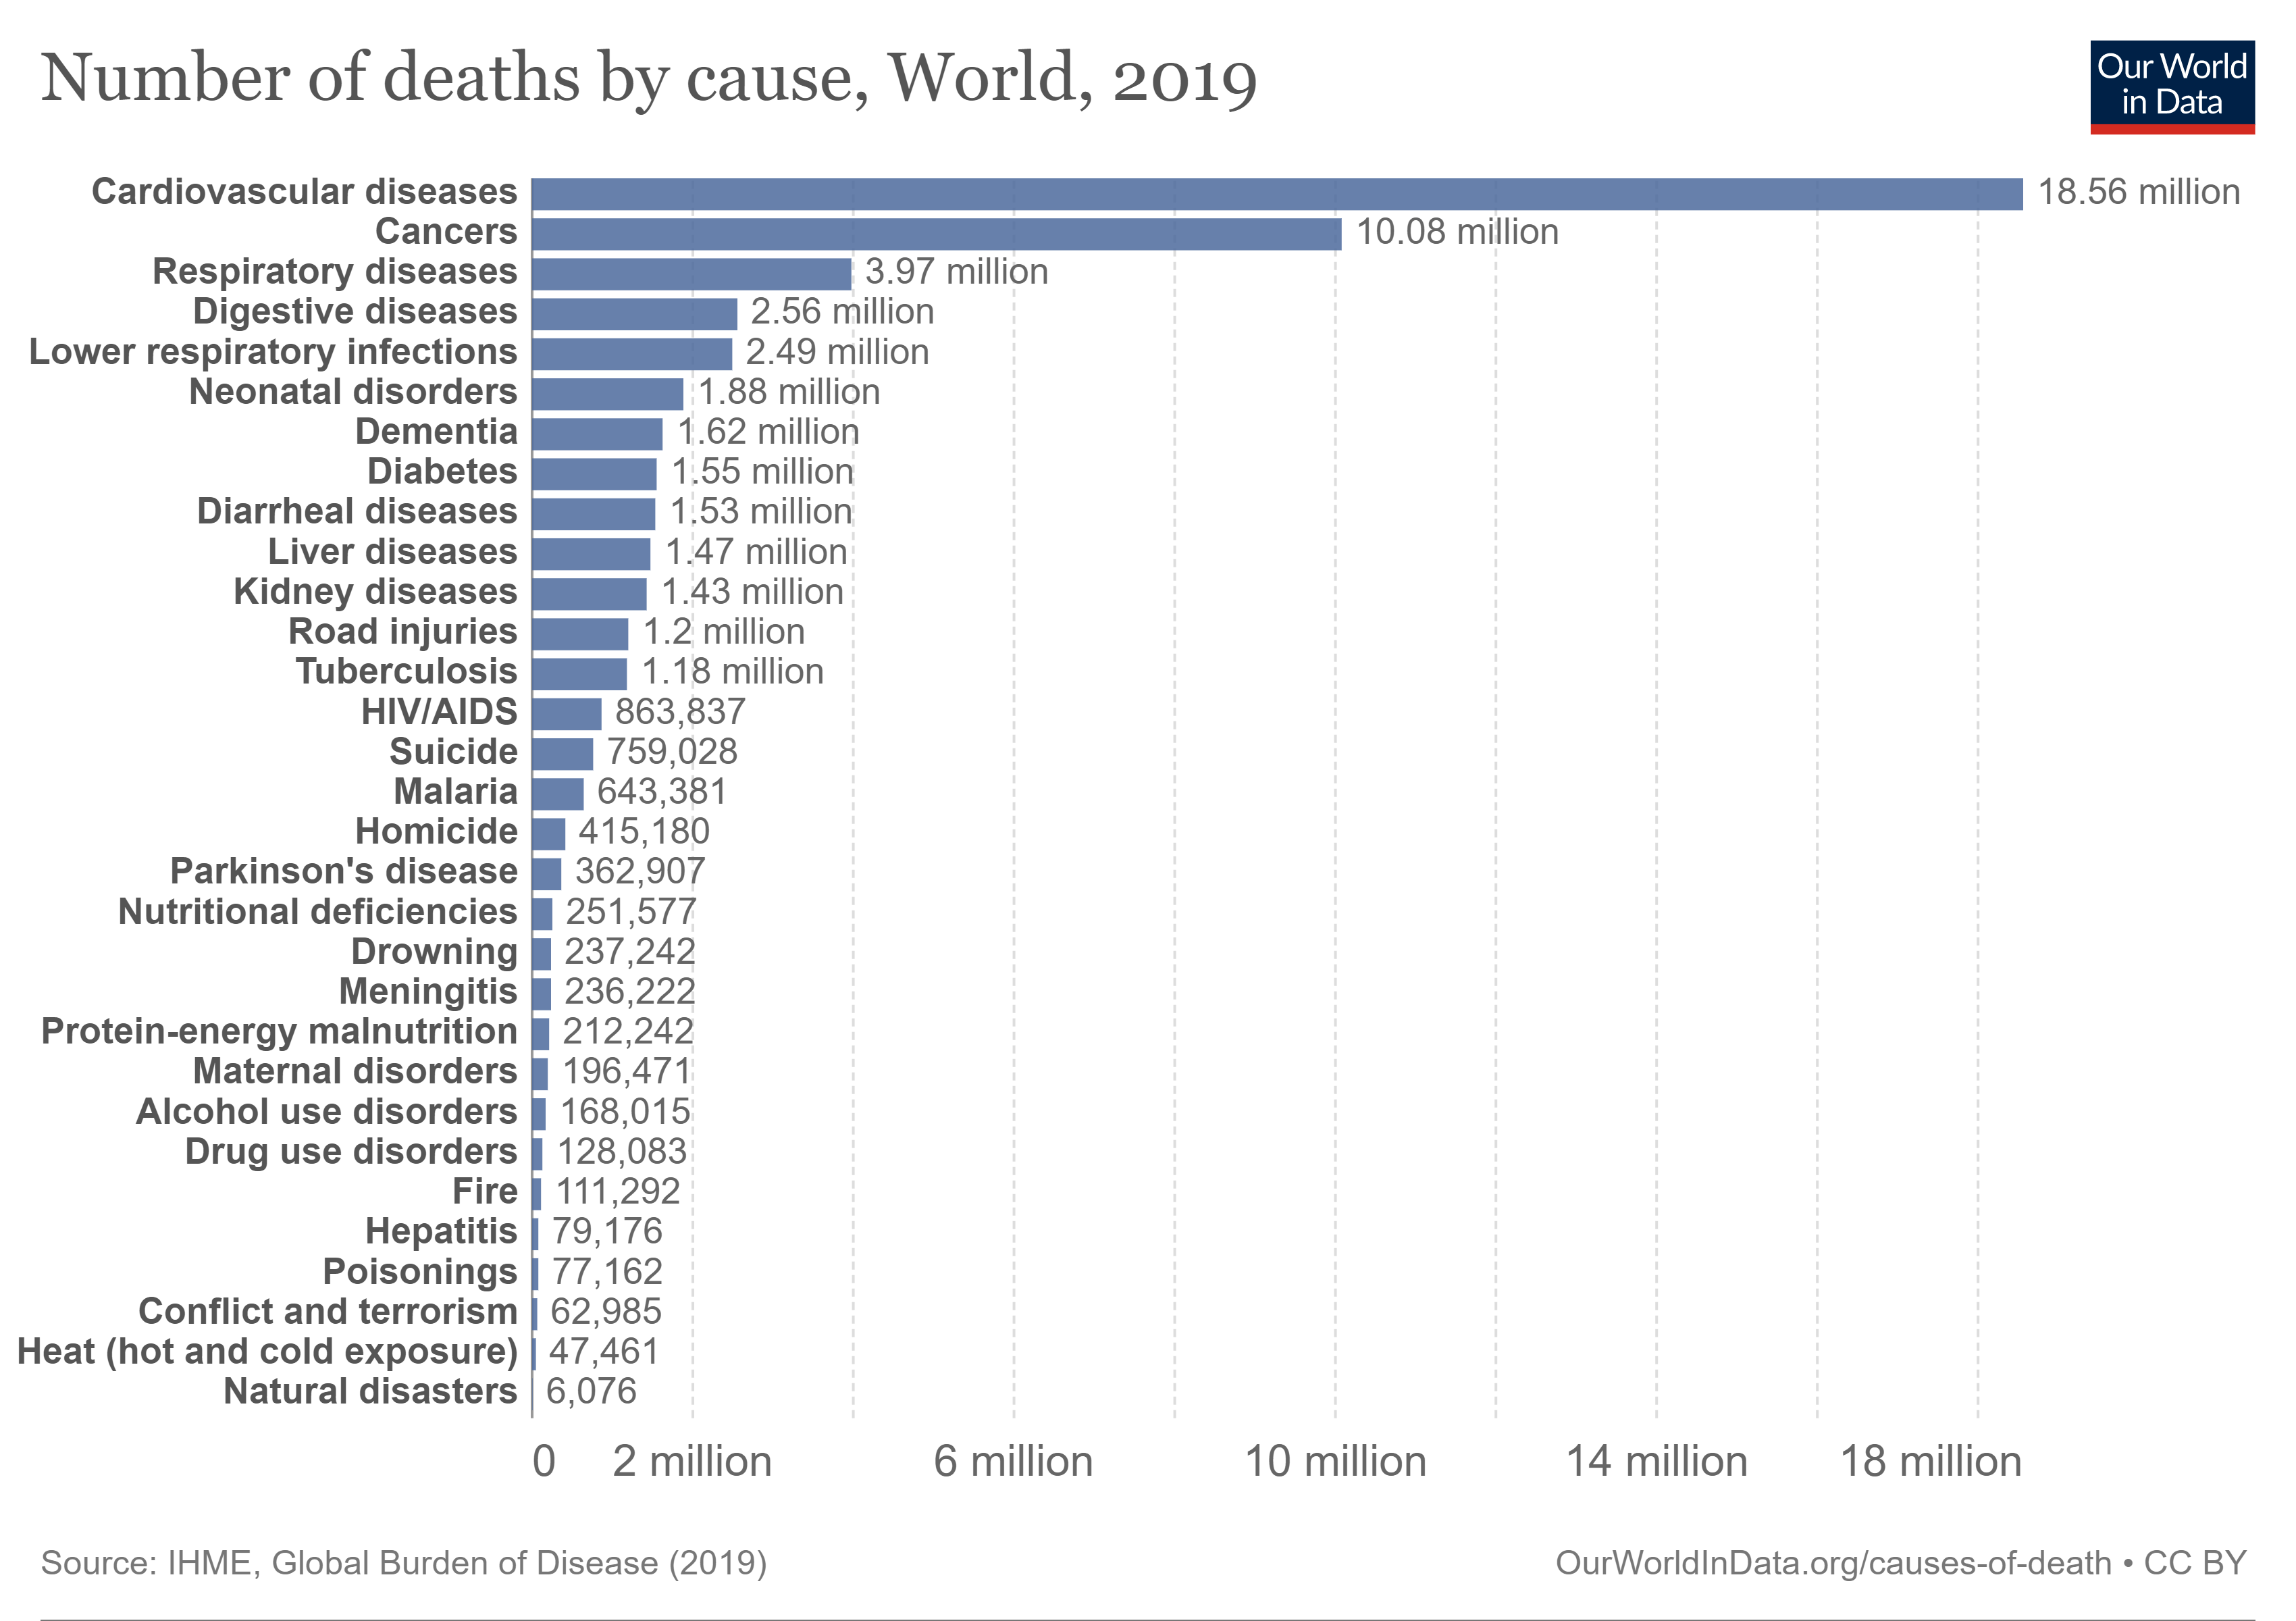 Number of deaths by cause, World, 2019
Our World
in Data
Cardiovascular diseases 18.56 million
Cancers 10.08 million
Respiratory diseases 3.97 million
Digestive diseases 2.56 million
Lower respiratory infections 2.49 million
Neonatal disorders 1.88 million
Dementia 1.62 million
Diabetes 1.55 million
Diarrheal diseases 1.53 million
Liver diseases 1.47 million
Kidney diseases 1.43 million
Road injuries 1.2 million
Tuberculosis 1.18 million
HIV/AIDS 863,837
Suicide 759,028
Malaria 643,381
Homicide 415,180
Parkinson's disease 362,907
Nutritional deficiencies 251,577
Drowning 237,242
Meningitis 236,222
Protein-energy malnutrition 212,242
Maternal disorders 196,471
Alcohol use disorders 168,015
Drug use disorders 128,083
Fire 111,292
Hepatitis 79,176
Poisonings 77,162
Conflict and terrorism 62,985
Heat (hot and cold exposure) 47,461
Natural disasters 6,076
0 2 million 6 million 10 million 14 million 18 million
Source: IHME, Global Burden of Disease (2019) OurWorldInData.org/causes-of-death • CC BY